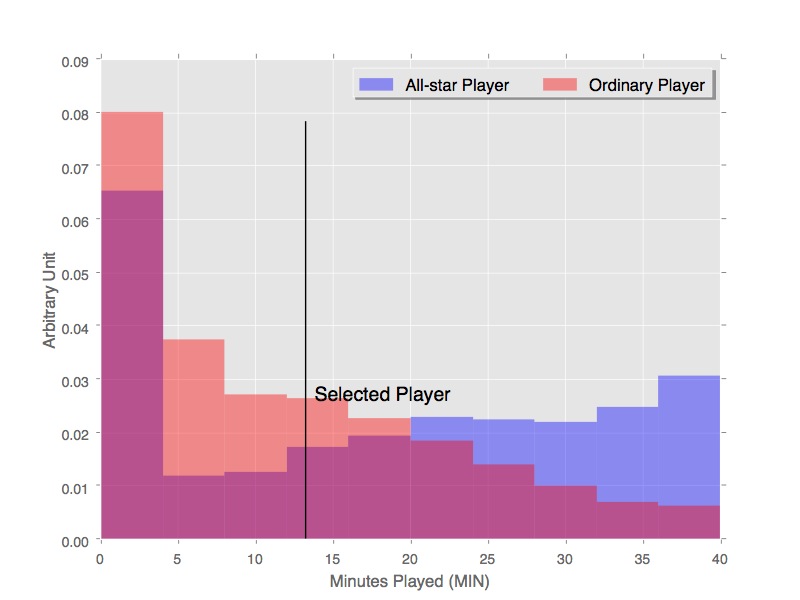 All-star Player
Ordinary Player
Arbitrary Unit
0.09
0.08
0.07
0.06
0.05
0.04
0.03
0.02
0.01
0.00
Selected Player
0 5 10 15 20 25 30 35 40
Minutes Played (MIN)